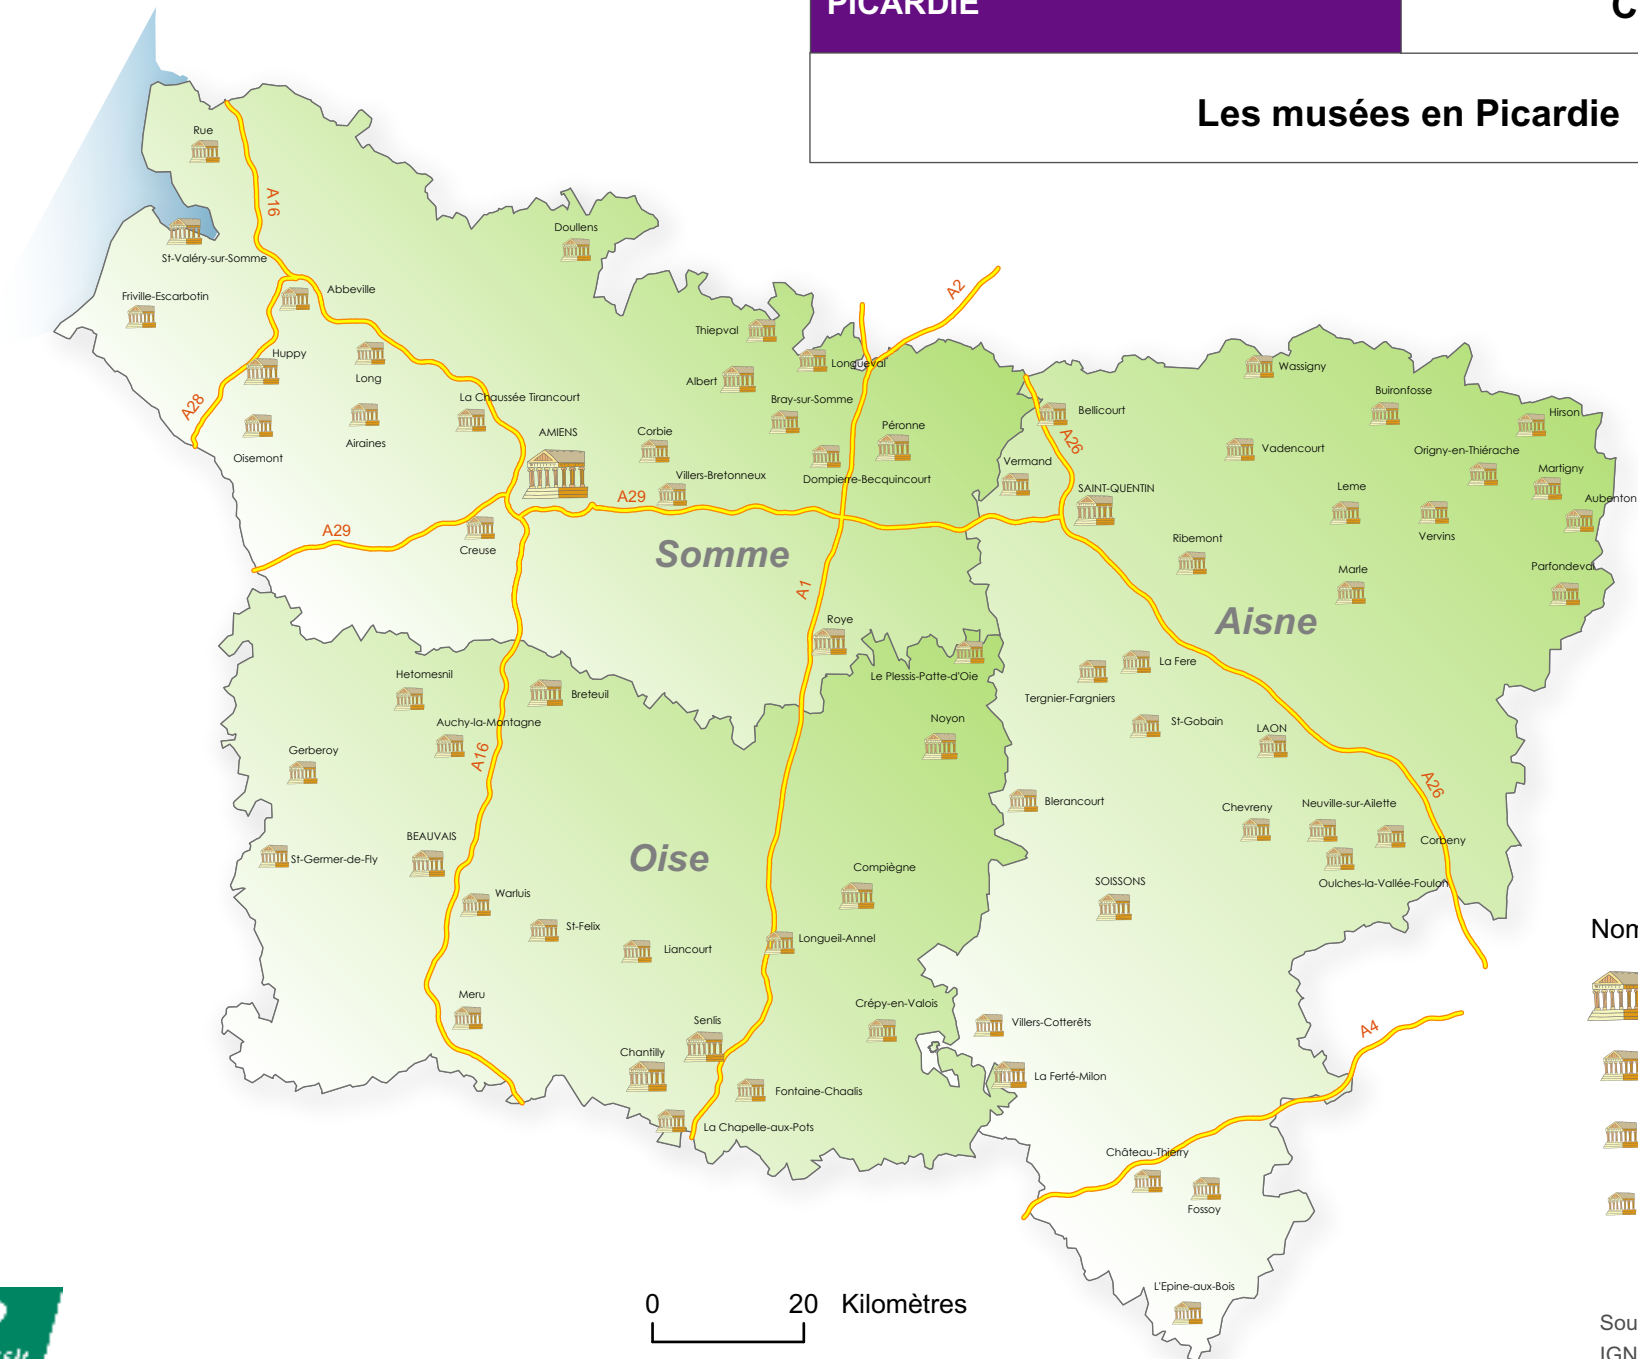 PICARDIE
C
Les musées en Picardie
Rue
A16
Doullens
St-Valéry-sur-Somme
A2
Friville-Escarbotin
Abbeville
Thiepval
Longueval
Huppy
Long
Albert
Wassigny
A28
La Chaussée Tirancourt
Bray-sur-Somme
Bellicourt
Buironfosse
Hirson
Airaines
AMIENS
Corbie
Péronne
A26
Vadencourt
Origny-en-Thiérache
Oisemont
Villers-Bretonneux
Dompierre-Becquincourt
Vermand
Martigny
A29
SAINT-QUENTIN
Leme
Aubenton
A29
Creuse
Somme
Ribemont
Vervins
A1
Marle
Parfondeval
Roye
Aisne
Hetomesnil
Breteuil
Le Plessis-Patte-d'Oie
La Fere
Tergnier-Fargniers
Auchy-la-Montagne
Noyon
St-Gobain
LAON
Gerberoy
A16
Blerancourt
A26
Chevreny
Neuville-sur-Ailette
BEAUVAIS
Corbeny
St-Germer-de-Fly
Oise
Compiègne
SOISSONS
Oulches-la-Vallée-Foulon
Warluis
St-Felix
Nom
Liancourt
Longueil-Annel
Meru
Crépy-en-Valois
Senlis
Villers-Cotterêts
A4
Chantilly
La Ferté-Milon
Fontaine-Chaalis
La Chapelle-aux-Pots
Château-Thierry
Fossoy
L'Epine-aux-Bois
0 20 Kilomètres
Sou
IGN